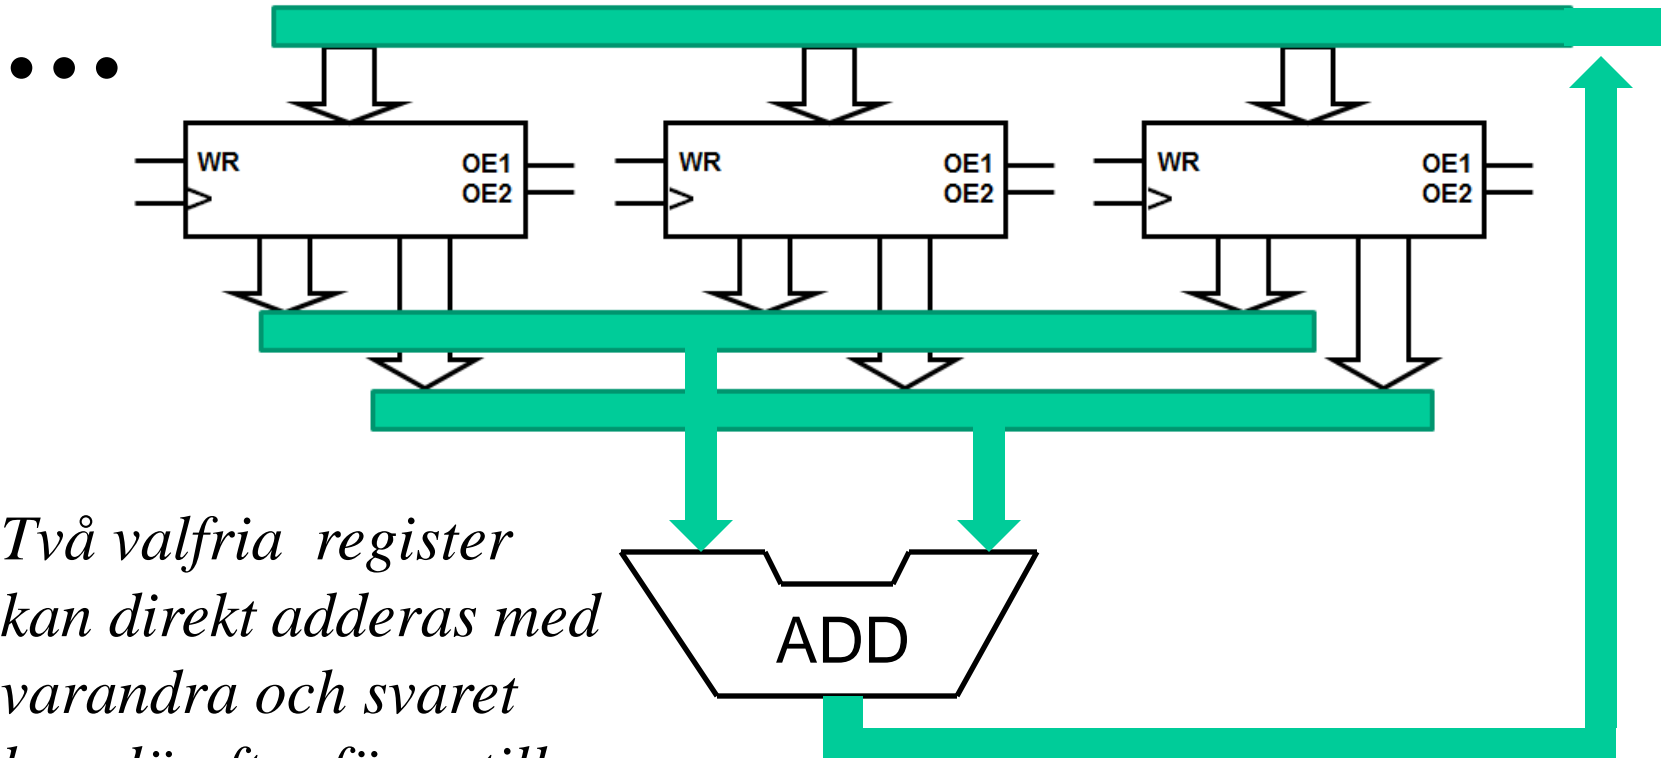 WR OE1 WR OE1 WR OE1
OE2 OE2 OE2
Två valfria register
kan direkt adderas med
ADD
varandra och svaret